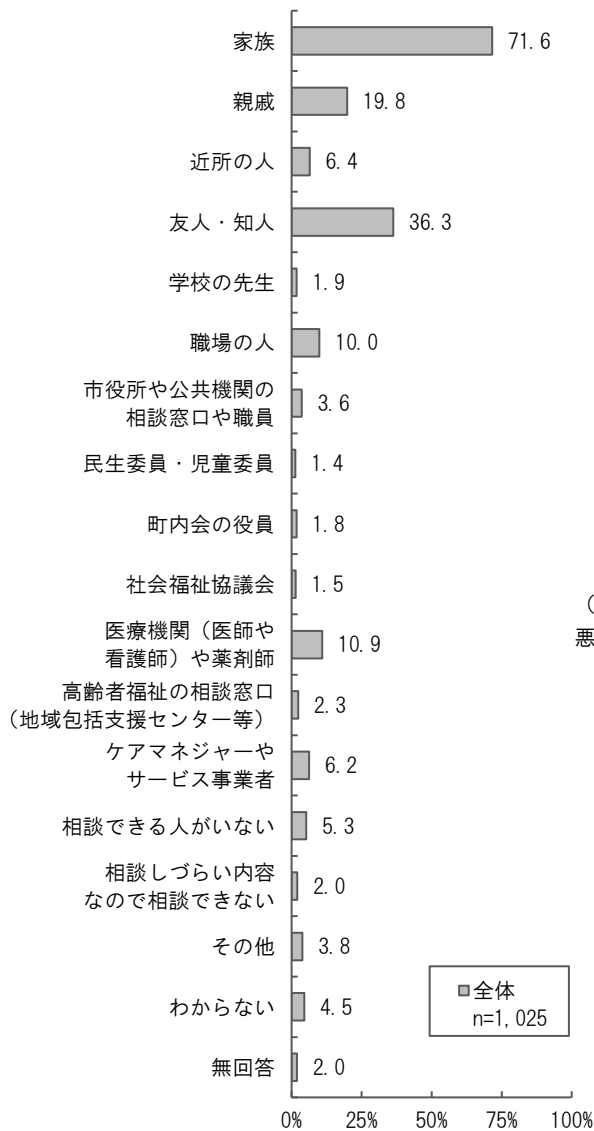 家族 71.6
親戚 19.8
近所の人 6.4
友人・知人 36.3
学校の先生 1.9
職場の人 10.0
市役所や公共機関の
相談窓口や職員 3.6
民生委員・児童委員 1.4
町内会の役員 1.8
社会福祉協議会 1.5
医療機関（医師や
看護師）や薬剤師 10.9
高齢者福祉の相談窓口
（地域包括支援センター等） 2.3
ケアマネジャーや
サービス事業者 6.2
相談できる人がいない 5.3
相談しづらい内容
なので相談できない 2.0
その他 3.8
わからない 4.5
無回答 2.0
0% 25% 50% 75% 100%
全体
n=1,025
（
悪